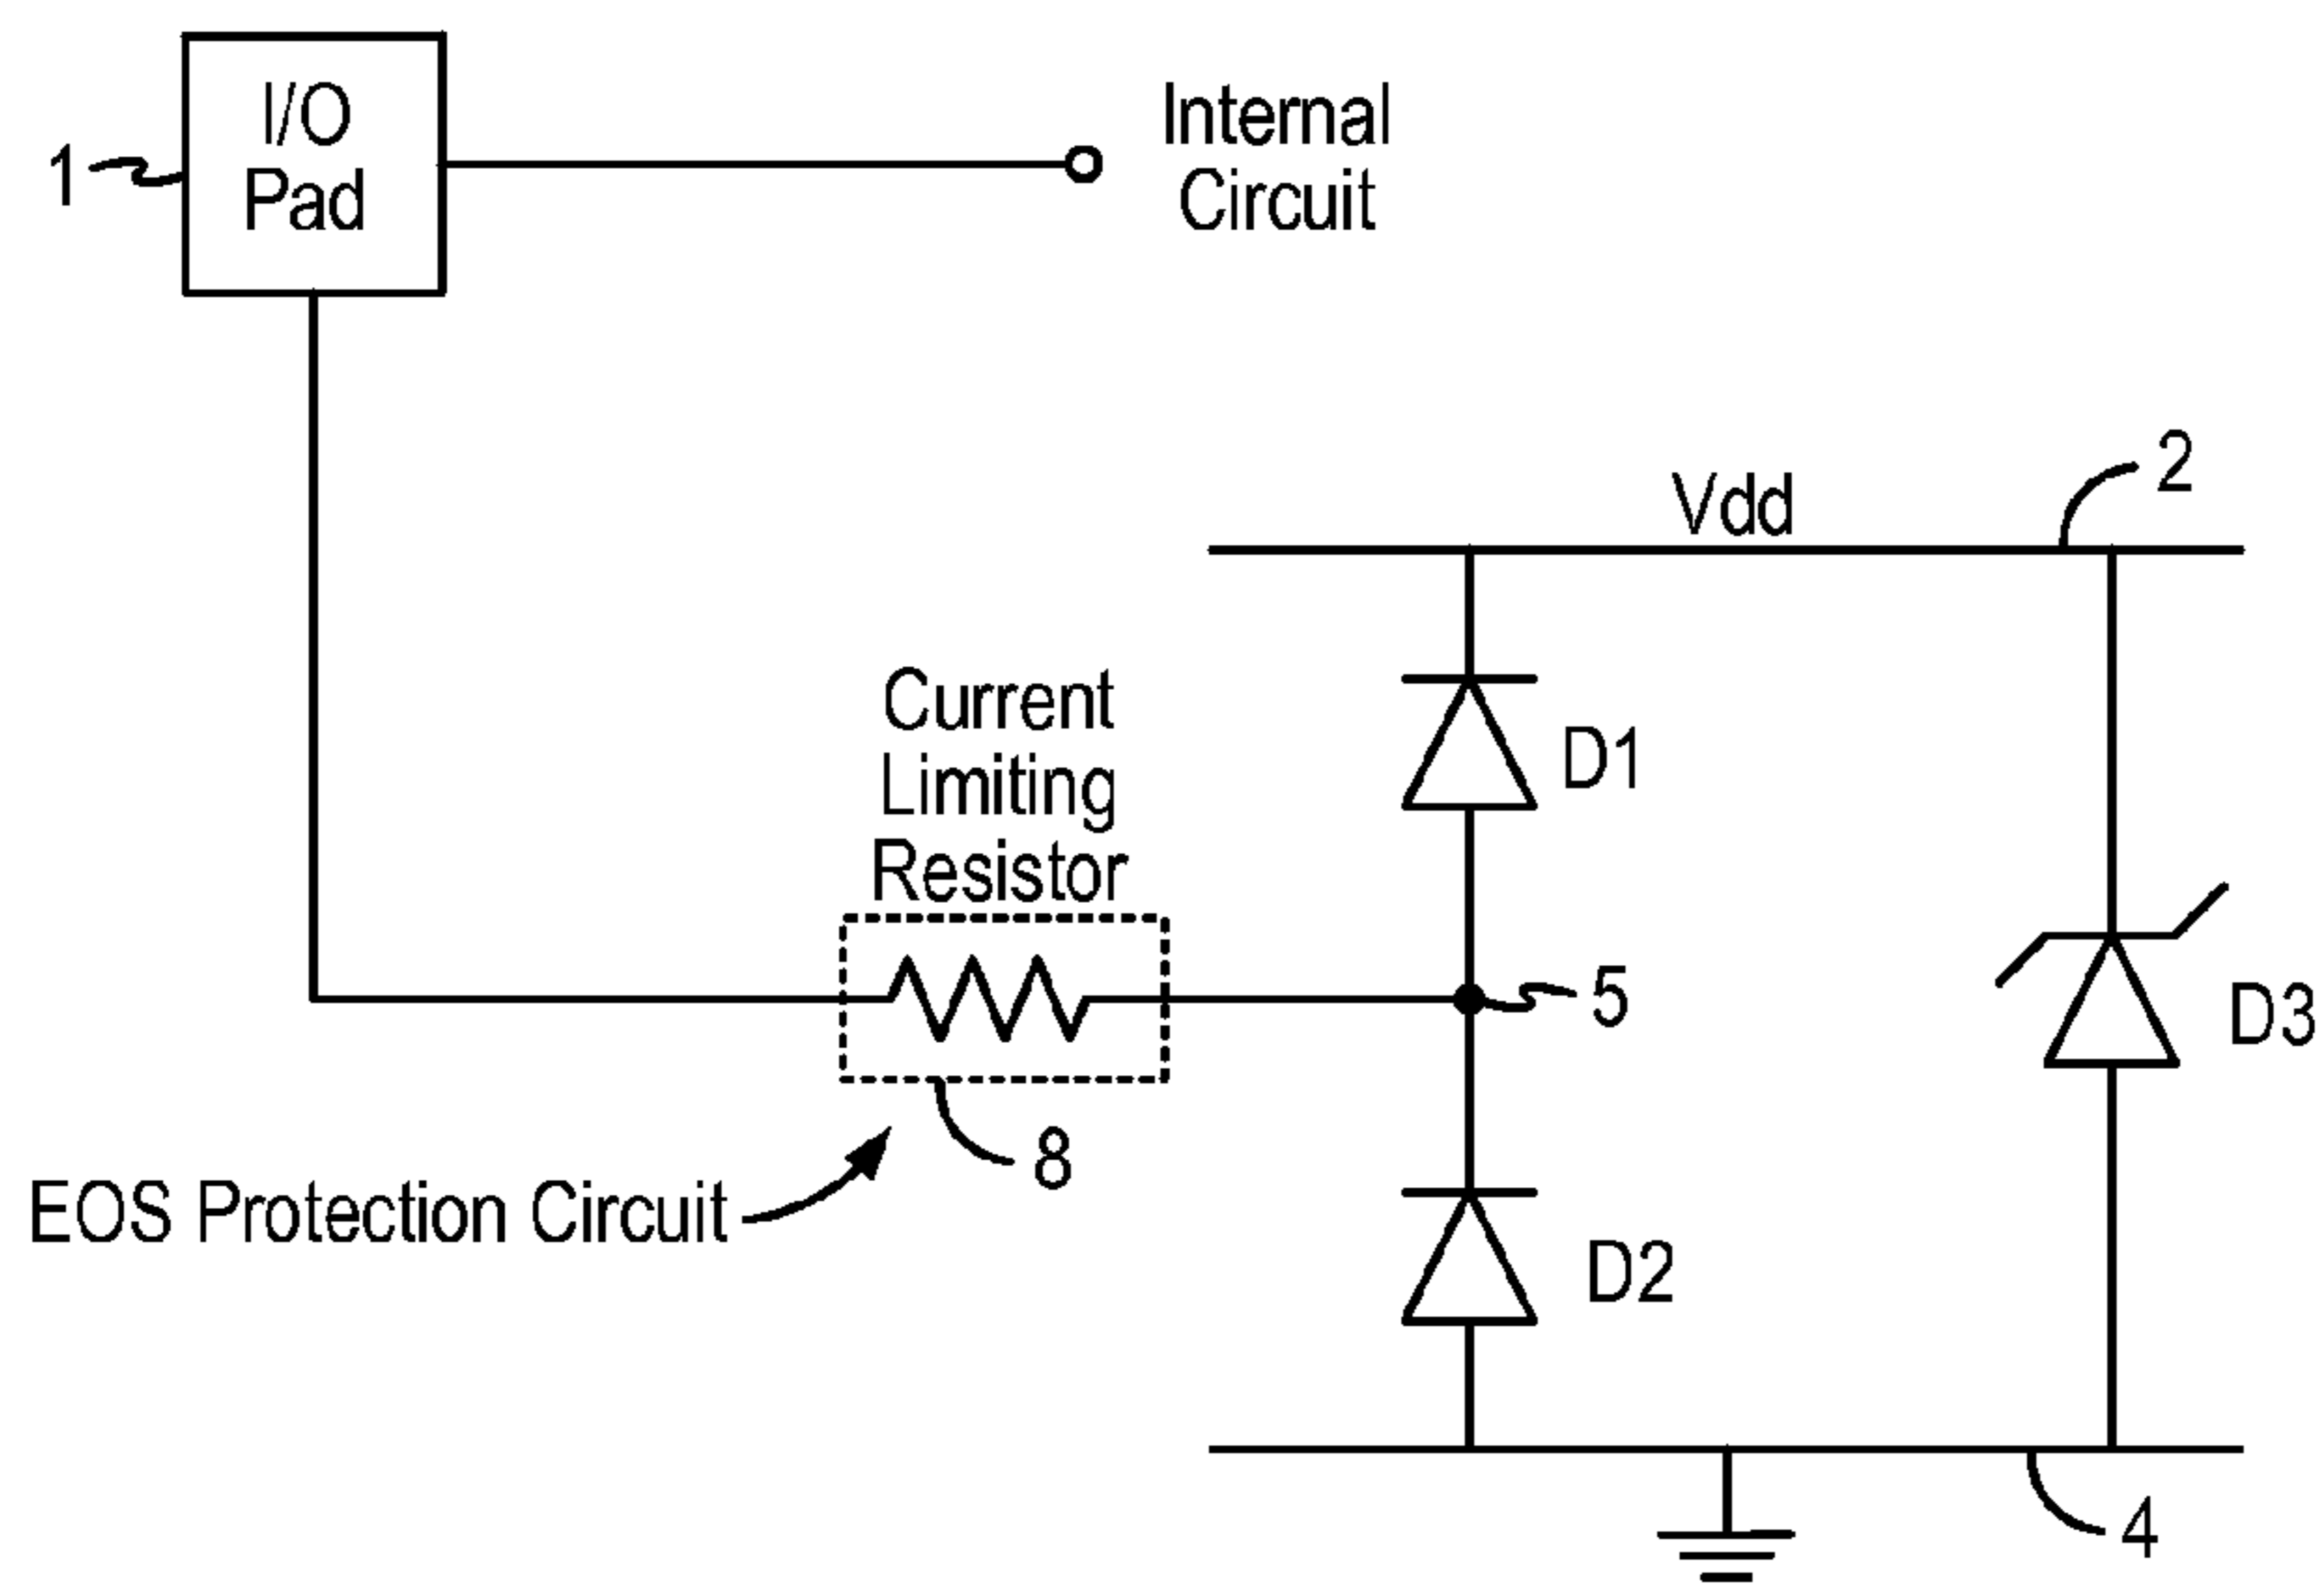 I/O
Pad
1
Internal
Circuit
Vdd
2
Current
Limiting
Resistor
D1
5
D3
8
EOS Protection Circuit
D2
4